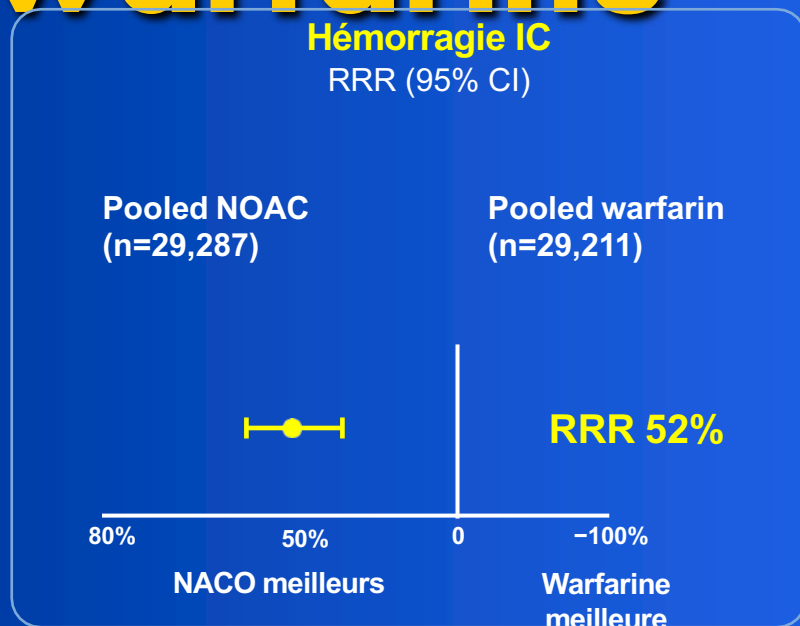 Hémorragie IC
RRR (95% CI)
Pooled NOAC
(n=29,287)
Pooled warfarin
(n=29,211)
RRR 52%
80%
50%
0
−100%
NACO meilleurs
Warfarine
meilleure